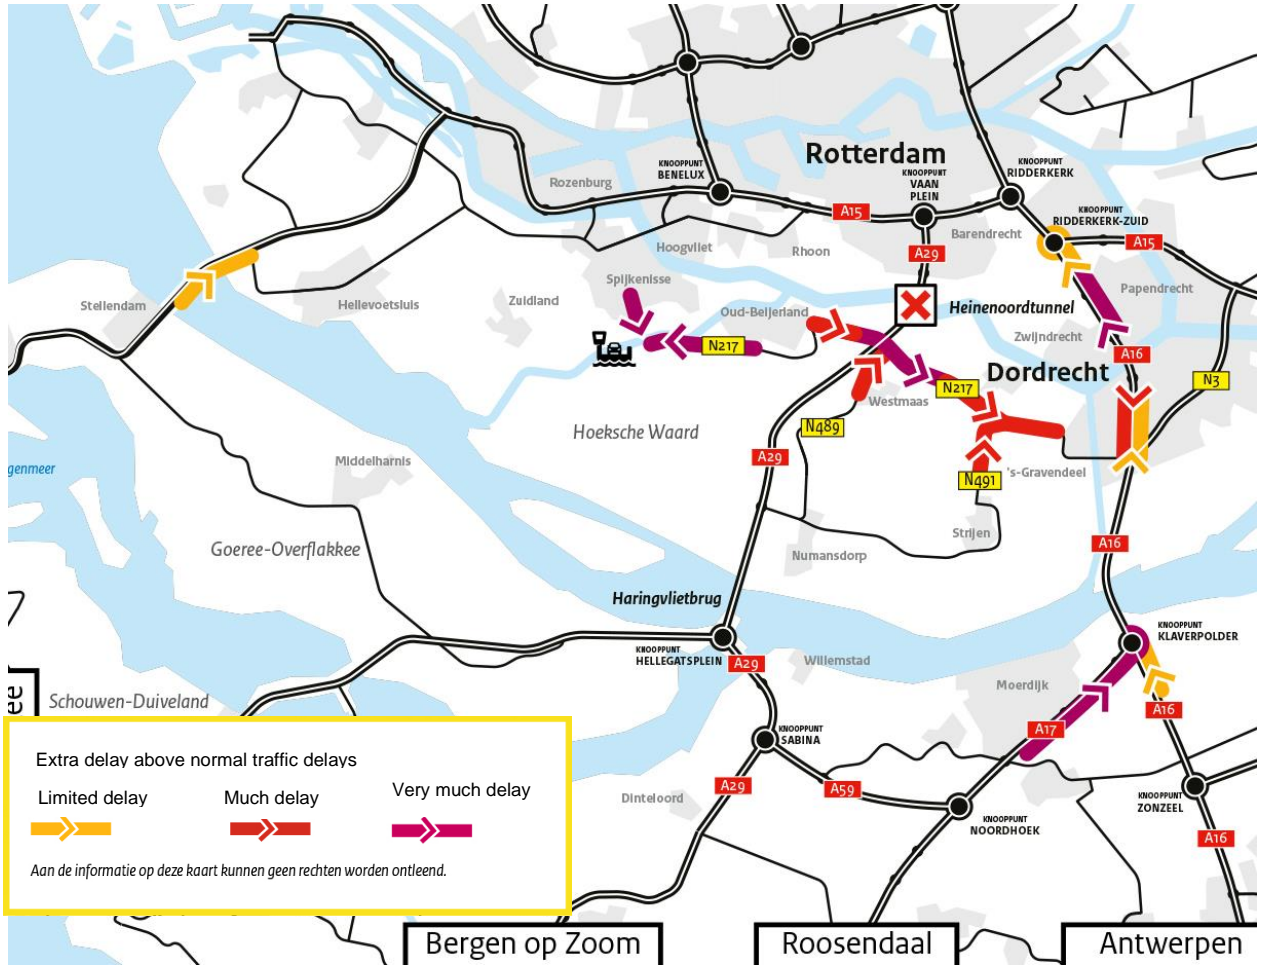 Rotterdam
KNOOPPUNT
BENELUX
KNOOPPUNT
VAAN
PLEIN
KNOOPPUNT
RIDDERKERK
KNOOPPUNT
RIDDERKERK-ZUID
Rozenburg
A15
A29
Barendrecht
A15
Hoogvliet
Rhoon
Spijkenisse
Papendrecht
Stellendam
Hellevoetsluis
Zuidland
Oud-Beijerland
Heinenoordtunnel
Zwijndrecht
N217
A16
Dordrecht
N3
N217
Westmaas
N489
Hoeksche Waard
A29
genmeer
Middelharnis
's-Gravendeel
N491
Strijen
A16
Goeree-Overflakkee
Numansdorp
Haringvlietbrug
KNOOPPUNT
KLAVERPOLDER
KNOOPPUNT
HELLEGATSPLEIN
A29
Willemstad
Moerdijk
ee
Schouwen-Duiveland
A16
KNOOPPUNT
SABINA
A17
A29
A59
Dinteloord
KNOOPPUNT
ZONZEEL
KNOOPPUNT
NOORDHOEK
A16
Extra delay above normal traffic delays
Limited delay
Much delay
Very much delay
Aan de informatie op deze kaart kunnen geen rechten worden ontleend.
Bergen op Zoom
Roosendaal
Antwerpen